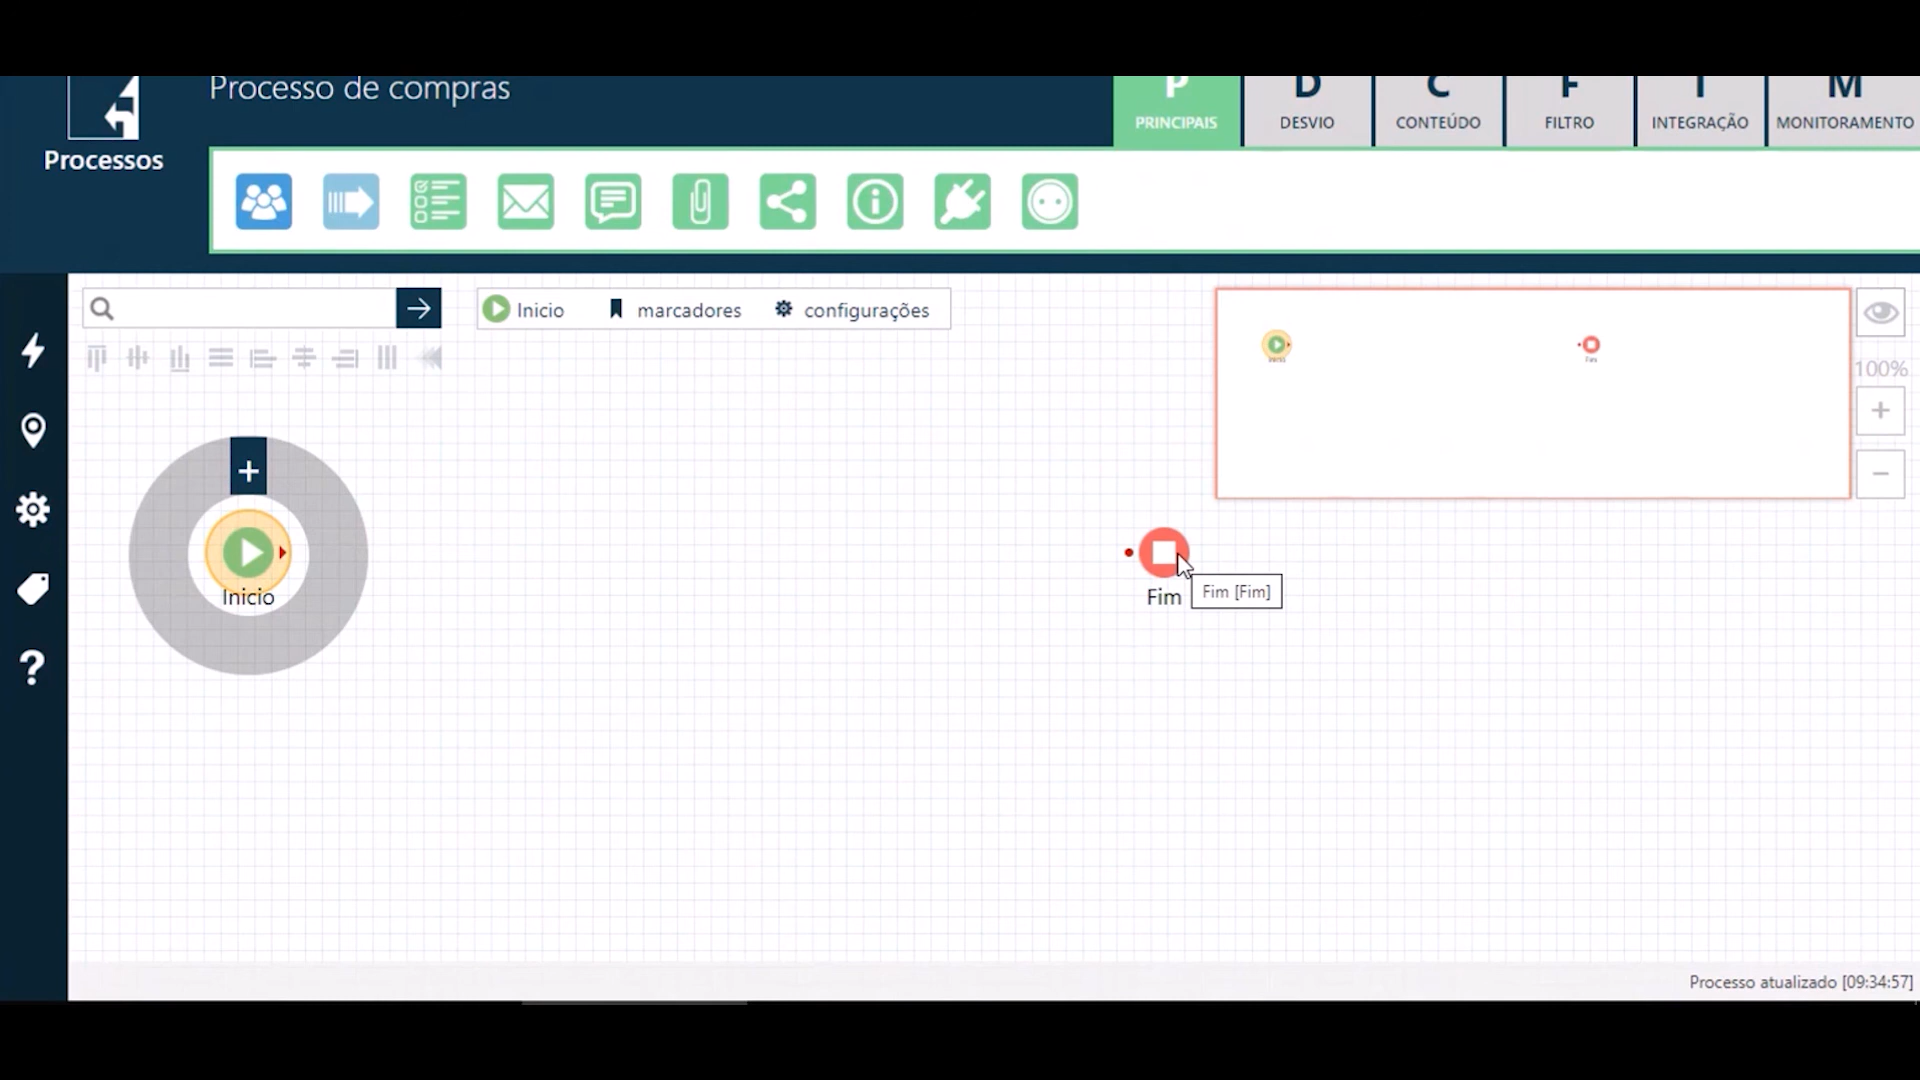 Processo de compras
Processos
P
PRINCIPAIS
D
DESVIO
C
CONTEÚDO
F
FILTRO
I
INTEGRAÇÃO
M
MONITORAMENTO
Inicio
marcadores
configurações
100%
Inicio
Fim
Fim [Fim]
Fim
Processo atualizado [09:34:57]